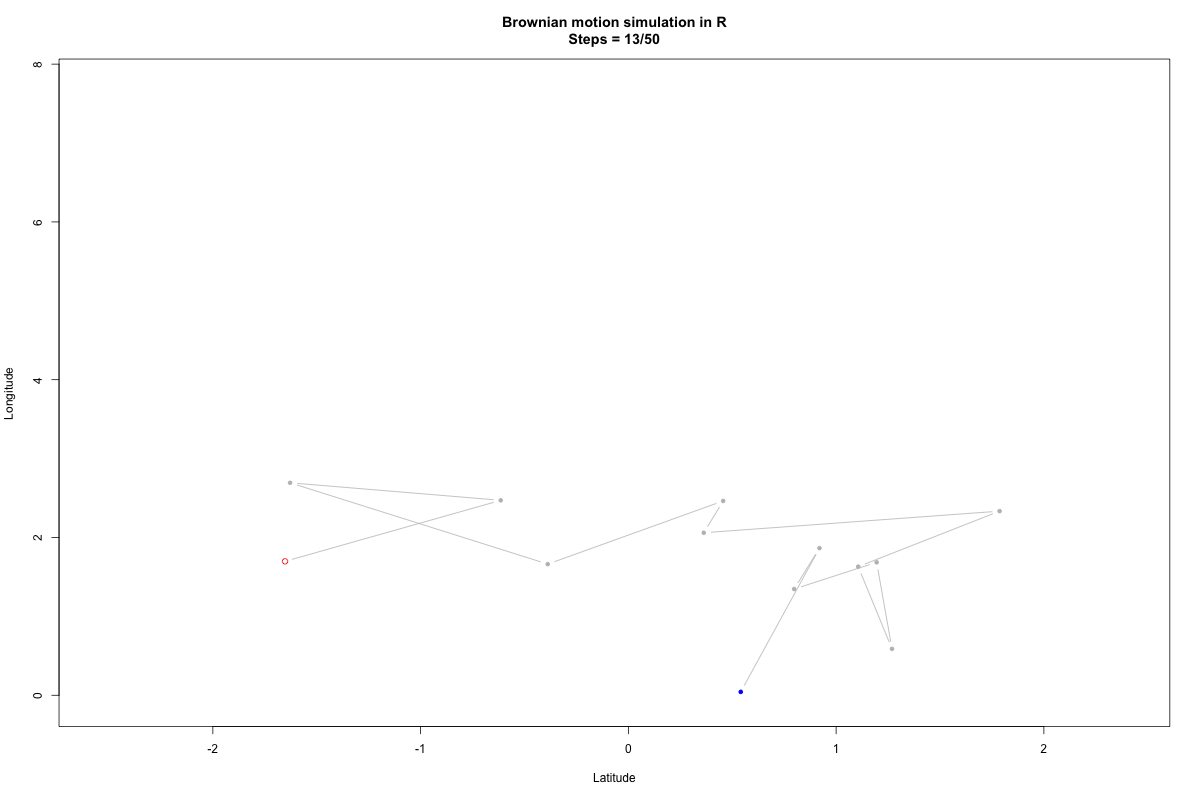 Brownian motion simulation in R
Steps = 13/50
8
6
4
2
0
Longitude
-2
-1
0
1
2
Latitude